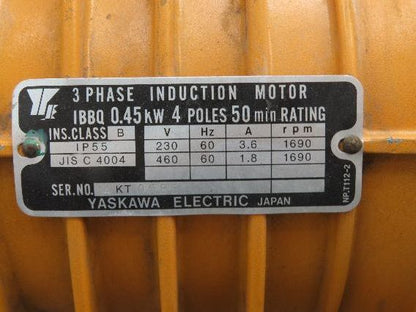 3 PHASE INDUCTION MOTOR
IBBQ 0.45 kW 4 POLES 50 min RATING
INS.CLASS B V Hz A rpm
IP55 230 60 3.6 1690
JIS C 4004 460 60 1.8 1690
SER.NO. KT
YASKAWA ELECTRIC JAPAN
NP.T112-2